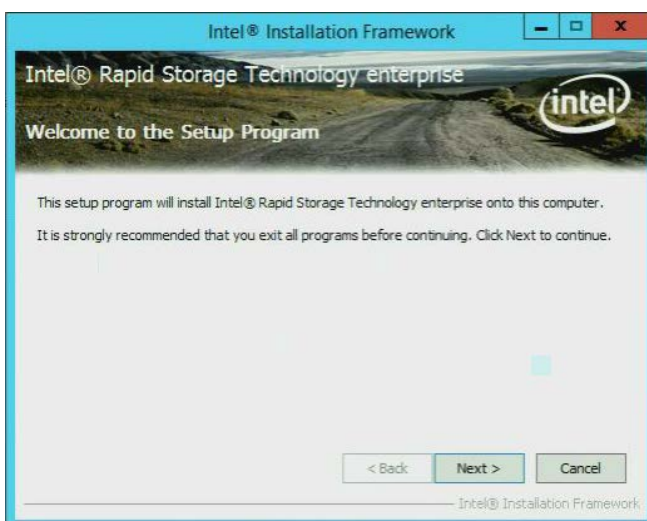 Intel® Installation Framework
Intel® Rapid Storage Technology enterprise
intel
Welcome to the Setup Program
This setup program will install Intel® Rapid Storage Technology enterprise onto this computer.
It is strongly recommended that you exit all programs before continuing. Click Next to continue.
< Back Next > Cancel
Intel® Installation Framework